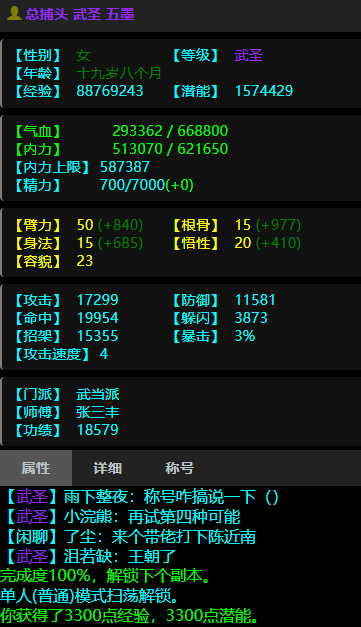 总捕头 武圣 五墨
【性别】 女 【等级】 武圣
【年龄】 十九岁八个月
【经验】 88769243 【潜能】 1574429
【气血】 293362 / 668800
【内力】 513070 / 621650
【内力上限】 587387
【精力】 700/7000(+0)
【臂力】 50 (+840) 【根骨】 15 (+977)
【身法】 15 (+685) 【悟性】 20 (+410)
【容貌】 23
【攻击】 17299 【防御】 11581
【命中】 19954 【躲闪】 3873
【招架】 15355 【暴击】 3%
【攻击速度】 4
【门派】 武当派
【师傅】 张三丰
【功绩】 18579
属性 详细 称号
【武圣】雨下整夜：称号咋搞说一下（）
【武圣】小浣熊：再试第四种可能
【闲聊】了尘：来个带佬打下陈近南
【武圣】沮若缺：王朝了
完成度100%，解锁下个副本。
单人(普通)模式扫荡解锁。
你获得了3300点经验，3300点潜能。